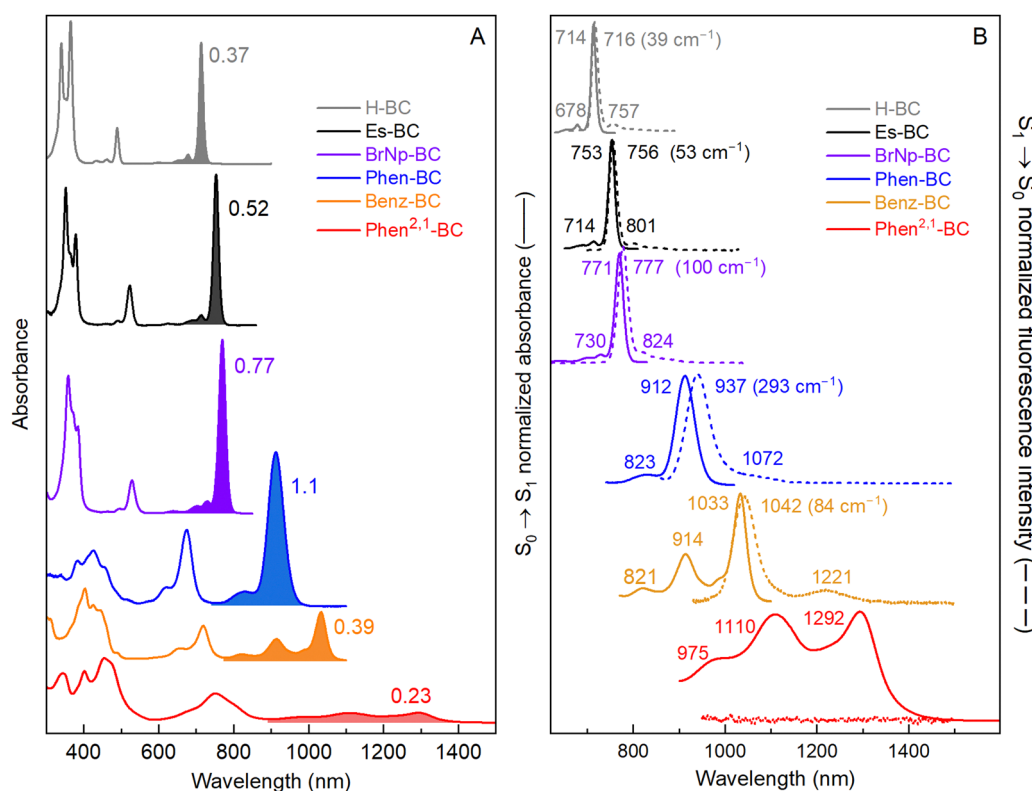 A
Absorbance
0.37
0.52
0.77
1.1
0.39
0.23
H-BC
Es-BC
BrNp-BC
Phen-BC
Benz-BC
Phen²,¹-BC
400 600 800 1000 1200 1400
Wavelength (nm)
B
S₀ → S₁ normalized absorbance (——)
714 716 (39 cm⁻¹)
678 757
753 756 (53 cm⁻¹)
714 801
771 777 (100 cm⁻¹)
730 824
912 937 (293 cm⁻¹)
823 1072
1033 1042 (84 cm⁻¹)
914
821 1221
1110 1292
975
H-BC
Es-BC
BrNp-BC
Phen-BC
Benz-BC
Phen²,¹-BC
800 1000 1200 1400
Wavelength (nm)
S₁ → S₀ normalized fluorescence intensity (— — —)